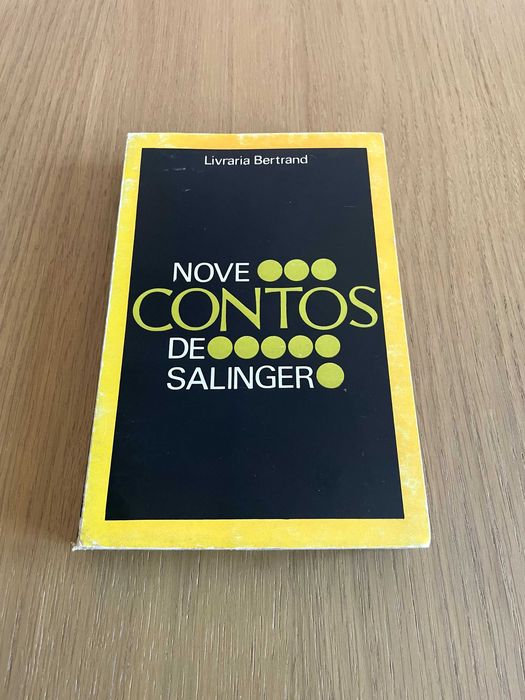 Livraria Bertrand
NOVE
CONTOS
DE
SALINGER